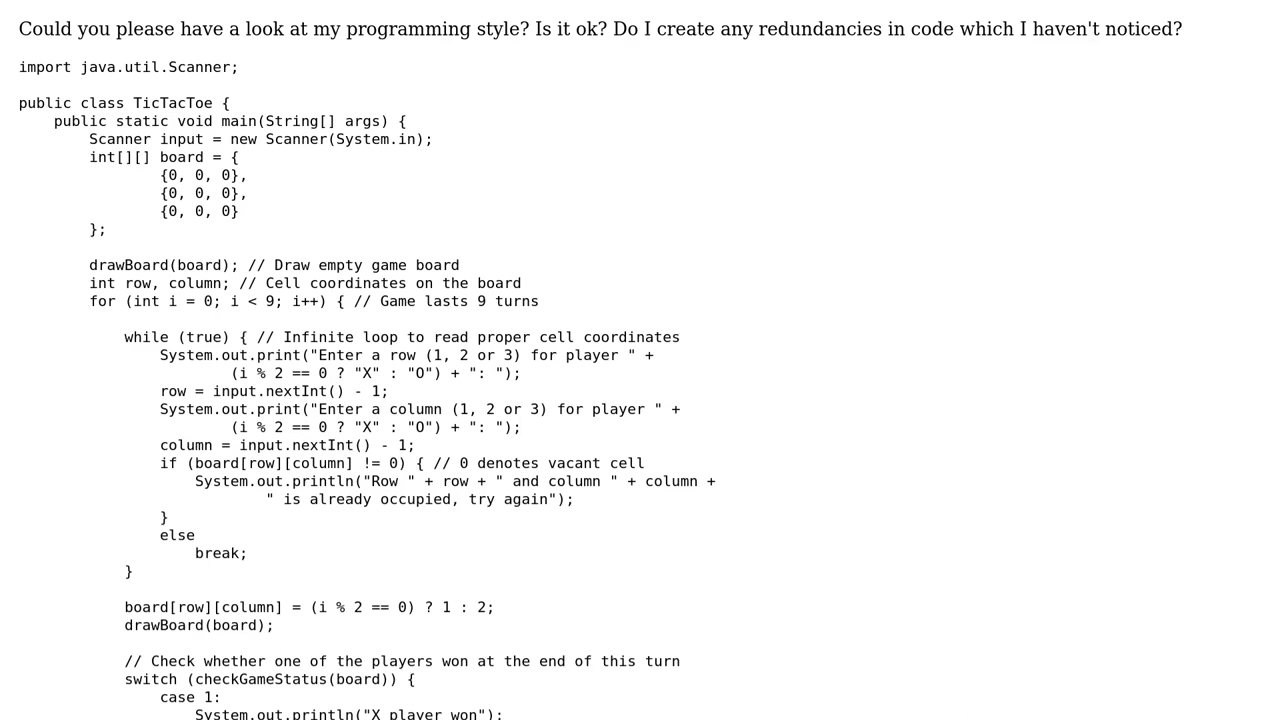 Could you please have a look at my programming style? Is it ok? Do I create any redundancies in code which I haven't noticed?
import java.util.Scanner;
public class TicTacToe {
    public static void main(String[] args) {
        Scanner input = new Scanner(System.in);
        int[][] board = {
                {0, 0, 0},
                {0, 0, 0},
                {0, 0, 0}
        };
        drawBoard(board); // Draw empty game board
        int row, column; // Cell coordinates on the board
        for (int i = 0; i < 9; i++) { // Game lasts 9 turns
            while (true) { // Infinite loop to read proper cell coordinates
                System.out.print("Enter a row (1, 2 or 3) for player " +
                        (i % 2 == 0 ? "X" : "O") + ": ");
                row = input.nextInt() - 1;
                System.out.print("Enter a column (1, 2 or 3) for player " +
                        (i % 2 == 0 ? "X" : "O") + ": ");
                column = input.nextInt() - 1;
                if (board[row][column] != 0) { // 0 denotes vacant cell
                    System.out.println("Row " + row + " and column " + column +
                            " is already occupied, try again");
                }
                else
                    break;
            }
            board[row][column] = (i % 2 == 0) ? 1 : 2;
            drawBoard(board);
            // Check whether one of the players won at the end of this turn
            switch (checkGameStatus(board)) {
                case 1:
                    System.out.println("X player won");